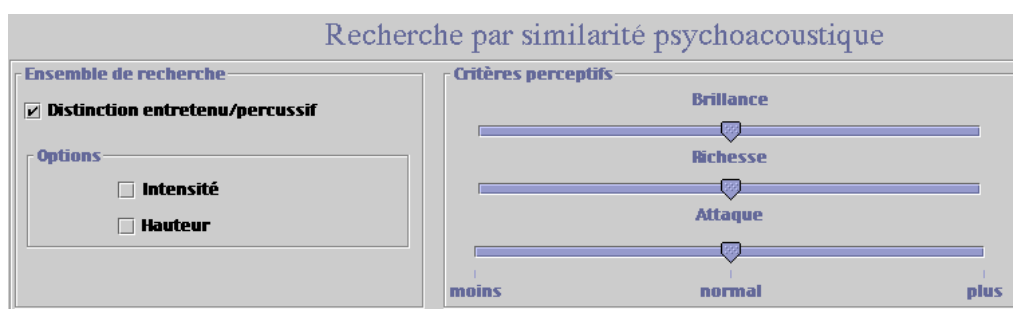 Recherche par similarité psychoacoustique
Ensemble de recherche
Distinction entretenu/percussif
Options
Intensité
Hauteur
Critères perceptifs
Brillance
Richesse
Attaque
moins normal plus